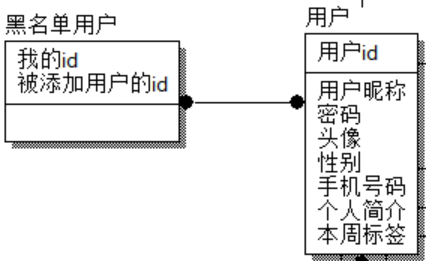 黑名单用户
我的id
被添加用户的id
用户
用户id
用户昵称
密码
头像
性别
手机号码
个人简介
本周标签